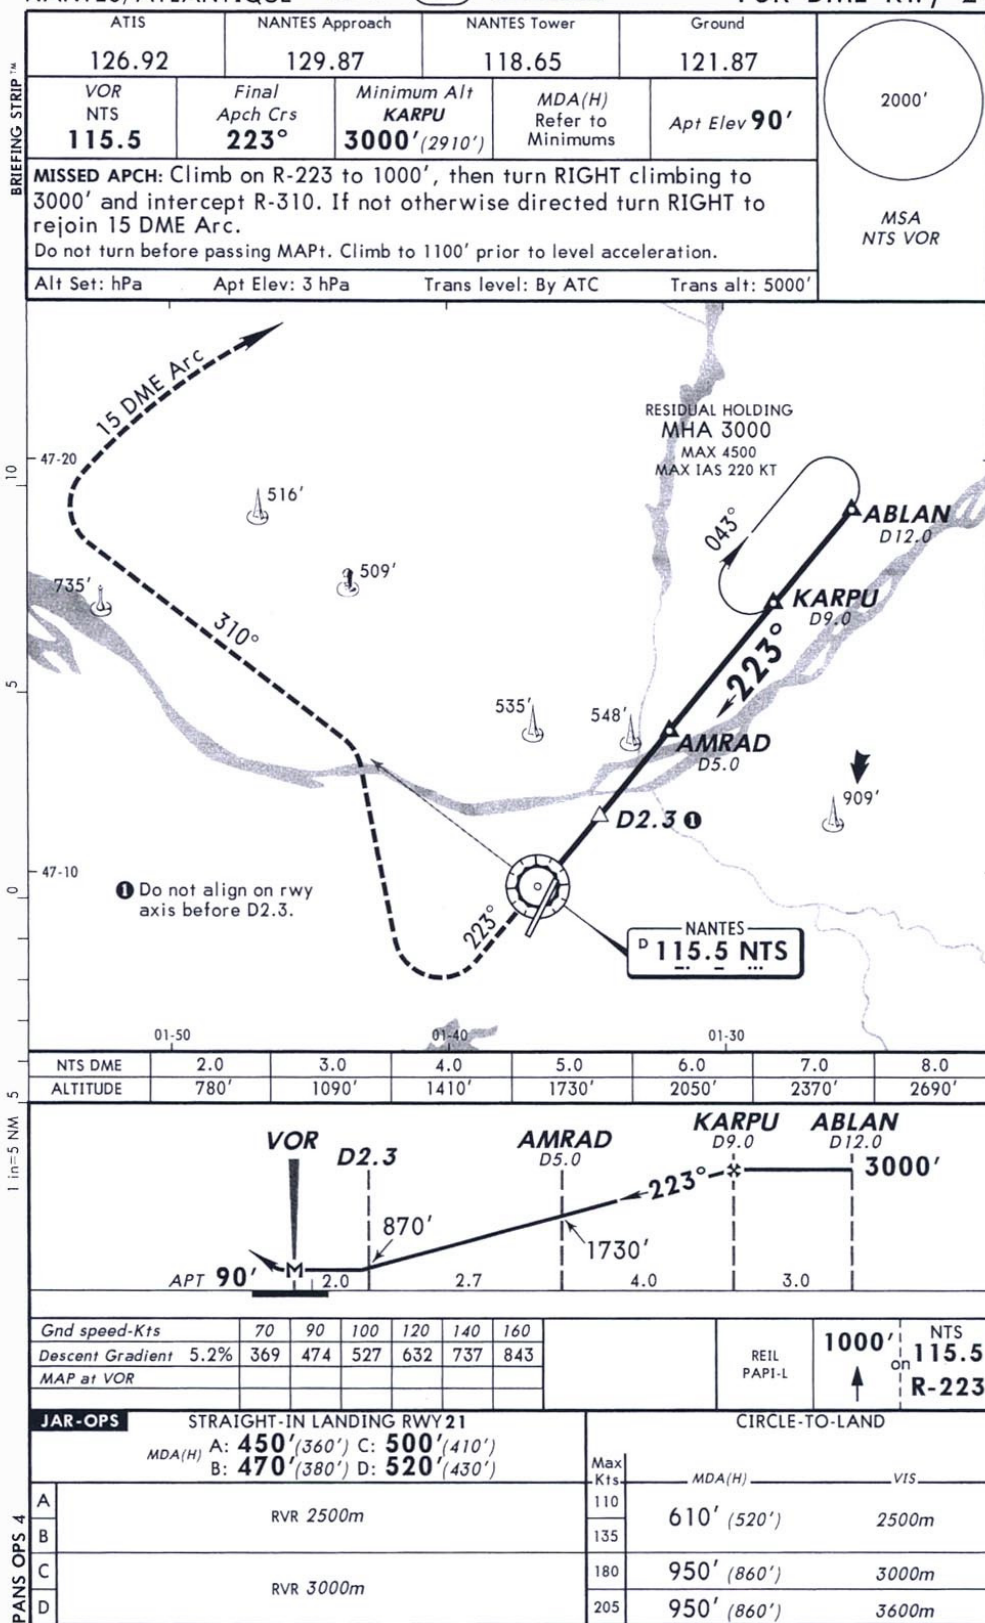 ATIS NANTES Approach NANTES Tower Ground
126.92 129.87 118.65 121.87
BRIEFING STRIP TM
VOR
NTS
115.5
Final
Apch Crs
223°
Minimum Alt
KARPU
3000' (2910')
MDA(H)
Refer to
Minimums
Apt Elev 90'
2000'
MSA
NTS VOR
MISSED APCH: Climb on R-223 to 1000', then turn RIGHT climbing to
3000' and intercept R-310. If not otherwise directed turn RIGHT to
rejoin 15 DME Arc.
Do not turn before passing MAPt. Climb to 1100' prior to level acceleration.
Alt Set: hPa Apt Elev: 3 hPa Trans level: By ATC Trans alt: 5000'
15 DME Arc
RESIDUAL HOLDING
MHA 3000
MAX 4500
MAX IAS 220 KT
10
47-20
516'
043°
ABLAN
D12.0
735'
509'
KARPU
D9.0
310°
223°
5
535'
548'
AMRAD
D5.0
909'
D2.3 1
47-10
0
1 Do not align on rwy
axis before D2.3.
223°
NANTES
D 115.5 NTS
01-50 01-40 01-30
5
1 in=5 NM
NTS DME 2.0 3.0 4.0 5.0 6.0 7.0 8.0
ALTITUDE 780' 1090' 1410' 1730' 2050' 2370' 2690'
VOR
D2.3
AMRAD
D5.0
KARPU
D9.0
ABLAN
D12.0
223°
3000'
870'
1730'
APT 90' M 2.0 2.7 4.0 3.0
Gnd speed-Kts 70 90 100 120 140 160
Descent Gradient 5.2% 369 474 527 632 737 843
MAP at VOR
REIL
PAPI-L
1000' on
NTS
115.5
R-223
JAR-OPS STRAIGHT-IN LANDING RWY 21 CIRCLE-TO-LAND
MDA(H) A: 450' (360') C: 500' (410')
B: 470' (380') D: 520' (430')
Max
Kts MDA(H) VIS
A RVR 2500m 110 610' (520') 2500m
B 135
C RVR 3000m 180 950' (860') 3000m
D 205 950' (860') 3600m
PANS OPS 4